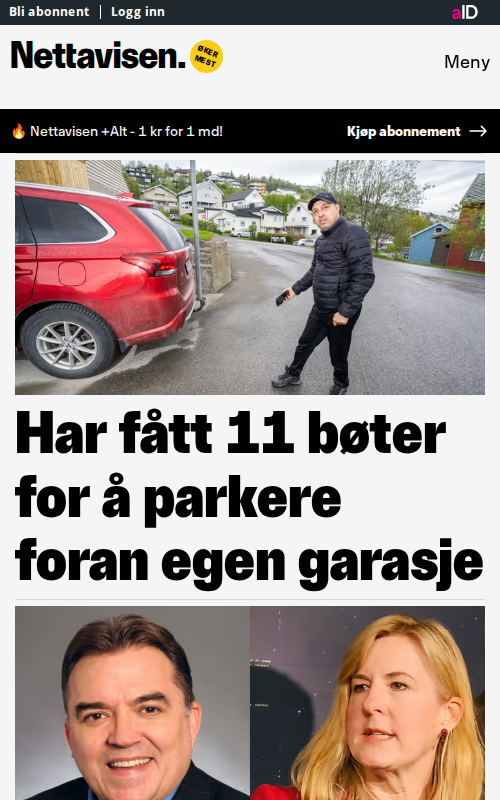 Bli abonnent
Logg inn
aID
Nettavisen.
ØKER
MEST
Meny
Nettavisen +Alt - 1 kr for 1 md!
Kjøp abonnement
Har fått 11 bøter
for å parkere
foran egen garasje